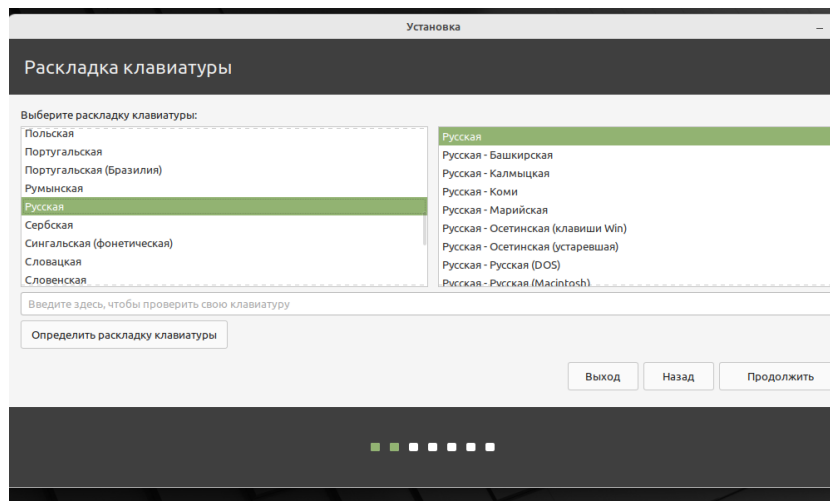 Установка
Раскладка клавиатуры
Выберите раскладку клавиатуры:
Польская
Португальская
Португальская (Бразилия)
Румынская
Русская
Сербская
Сингальская (фонетическая)
Словацкая
Словенская
Русская
Русская - Башкирская
Русская - Калмыцкая
Русская - Коми
Русская - Марийская
Русская - Осетинская (клавиши Win)
Русская - Осетинская (устаревшая)
Русская - Русская (DOS)
Русская - Русская (Macintosh)
Введите здесь, чтобы проверить свою клавиатуру
Определить раскладку клавиатуры
Выход Назад Продолжить